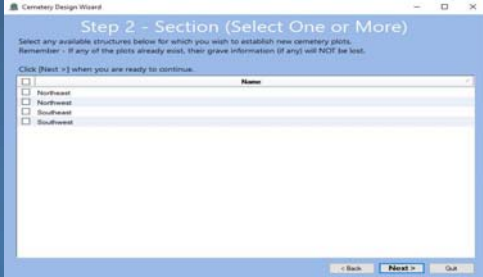 Cemetery Design Wizard
Step 2 - Section (Select One or More)
Select any available structures below for which you wish to establish new cemetery plots.
Remember - If any of the plots already exist, their grave information (if any) will NOT be lost.
Click [Next >] when you are ready to continue.
Name
Northeast
Northwest
Southeast
Southwest
< Back Next > Quit